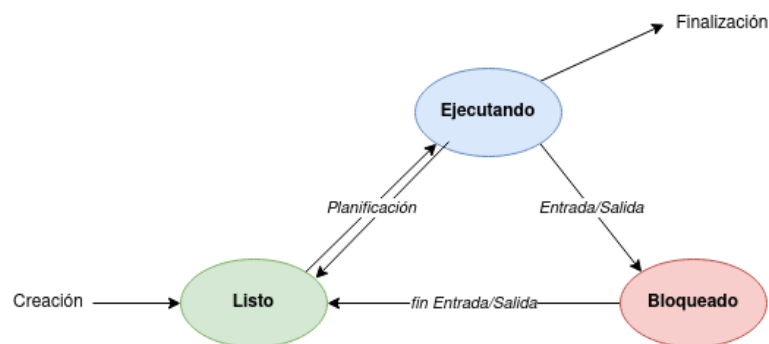 Finalización
Ejecutando
Planificación
Entrada/Salida
Creación
Listo
fin Entrada/Salida
Bloqueado